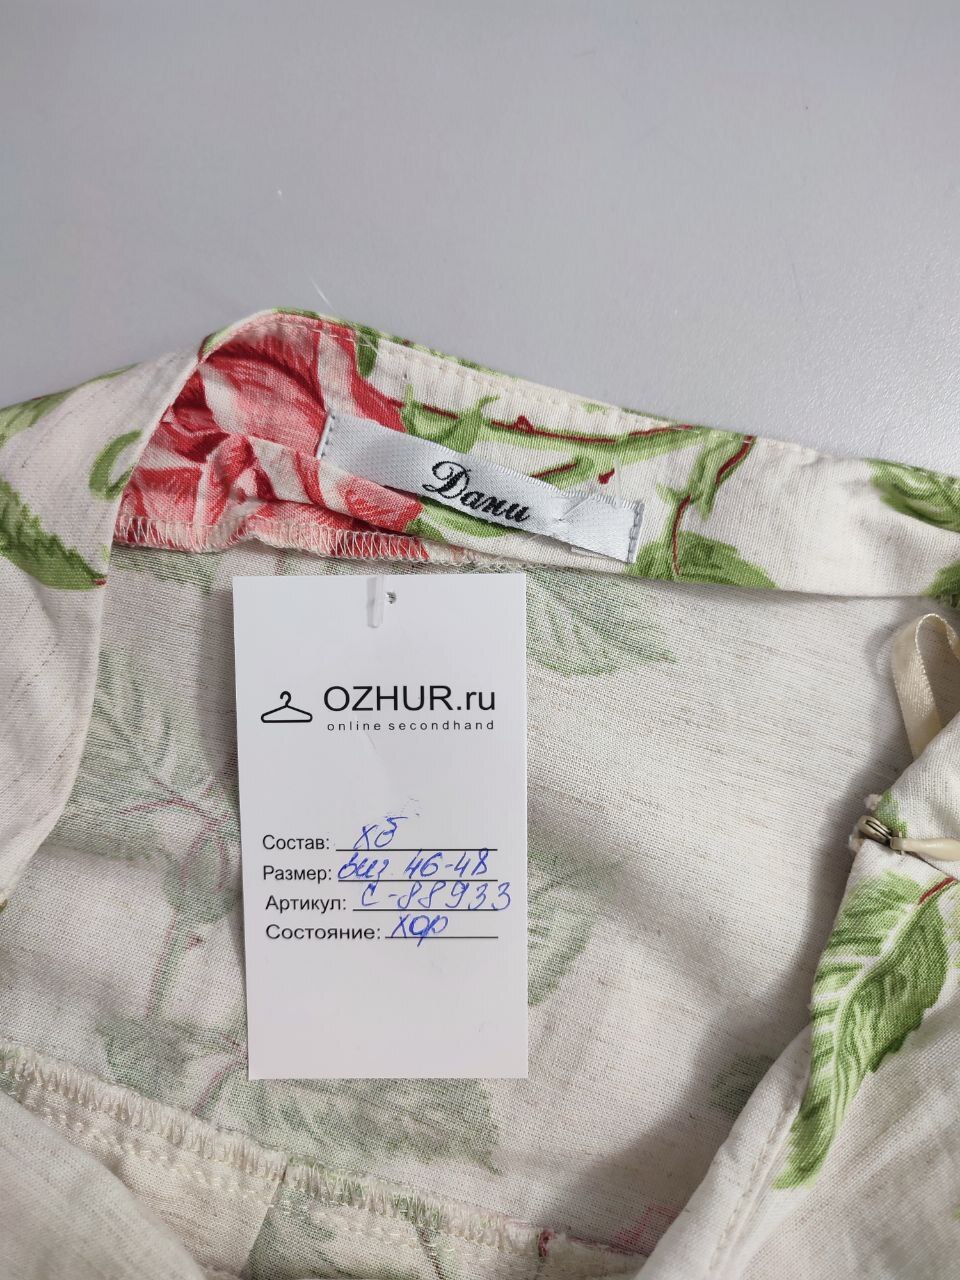 Дани
OZHUR.ru
online secondhand
Состав: хб
Размер: виз 46-48
Артикул: С-88933
Состояние: хор